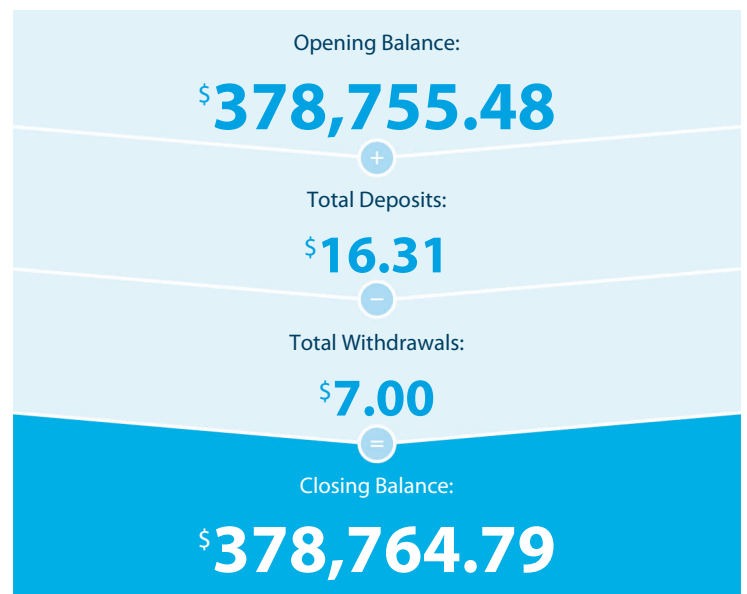 Opening Balance:
$378,755.48
+
Total Deposits:
$16.31
−
Total Withdrawals:
$7.00
=
Closing Balance:
$378,764.79